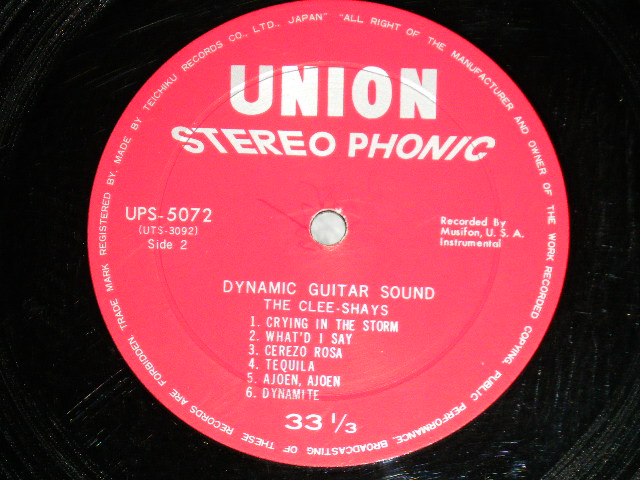 TRADE MARK REGISTERED BY, MADE BY TEICHIKU RECORDS CO., LTD., JAPAN" "ALL RIGHT OF THE MANUFACTURER AND OWNER OF THE WORK RECORDED COPYING, PUBLIC PERFORMANCE, BROADCASTING OF THESE RECORDS ARE FORBIDDEN
UNION
STEREO PHONIC
UPS-5072
(UTS-3092)
Side 2
Recorded By
Musifon, U. S. A.
Instrumental
DYNAMIC GUITAR SOUND
THE CLEE-SHAYS
1. CRYING IN THE STORM
2. WHAT'D I SAY
3. CEREZO ROSA
4. TEQUILA
5. AJOEN, AJOEN
6. DYNAMITE
33 1/3